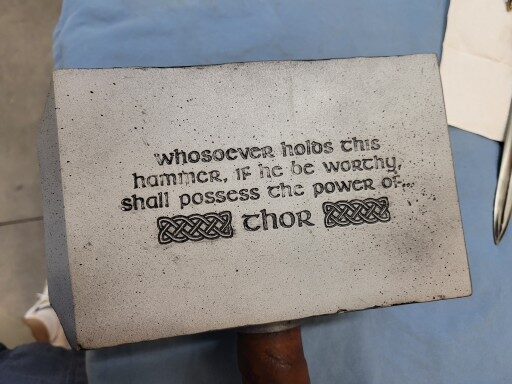 whosoever holds this
hammer, if he be worthy,
shall possess the power of...
thor